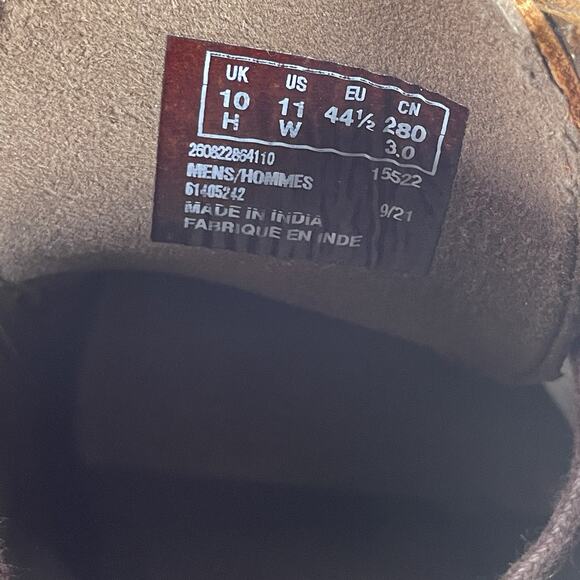 UK US EU CN
10 11 44½ 280
H W 3.0
260822864110 15522
MENS/HOMMES
61405242 9/21
MADE IN INDIA
FABRIQUE EN INDE